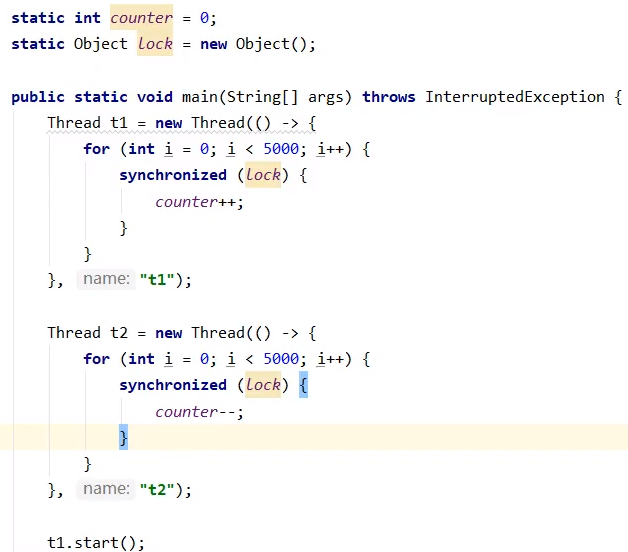 static int counter = 0;
static Object lock = new Object();
public static void main(String[] args) throws InterruptedException {
Thread t1 = new Thread(() -> {
for (int i = 0; i < 5000; i++) {
synchronized (lock) {
counter++;
}
}
}, name: "t1");
Thread t2 = new Thread(() -> {
for (int i = 0; i < 5000; i++) {
synchronized (lock) {
counter--;
}
}
}, name: "t2");
t1.start();